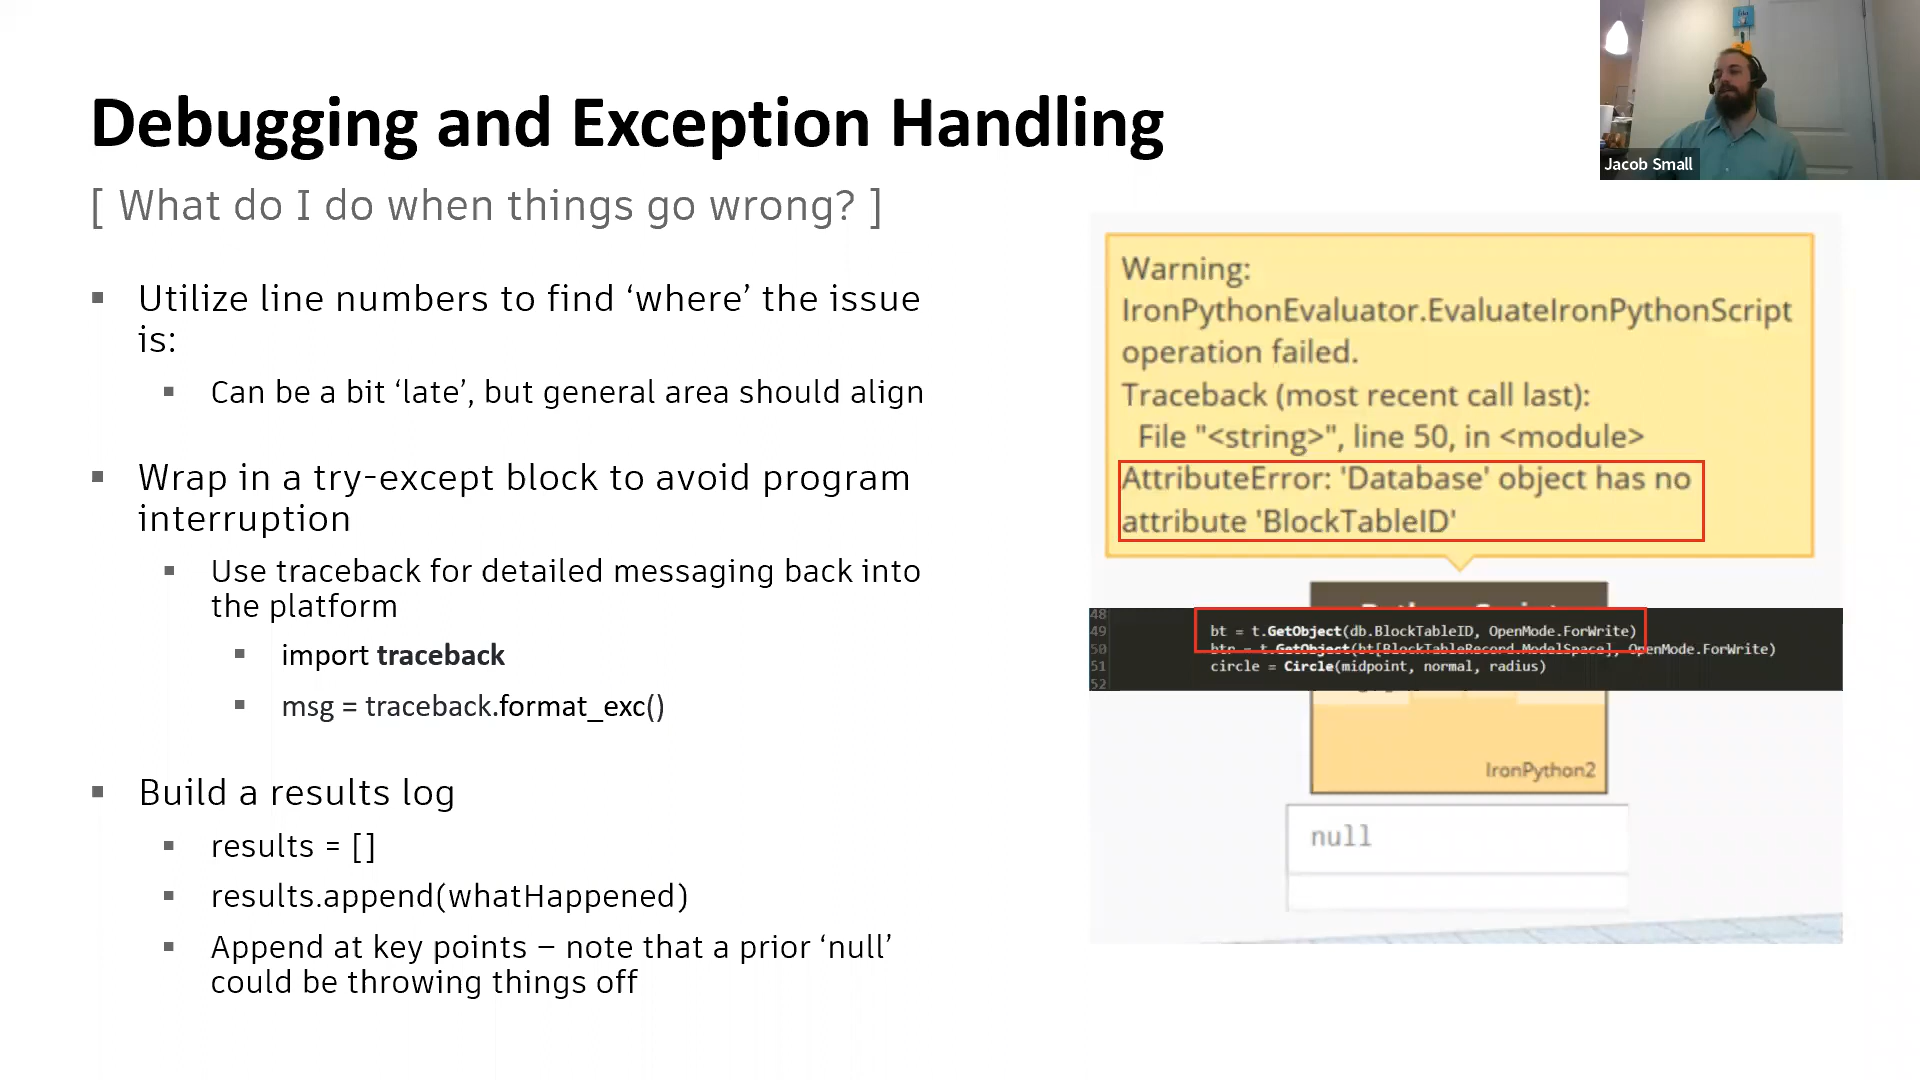 Debugging and Exception Handling
[ What do I do when things go wrong? ]
▪ Utilize line numbers to find ‘where’ the issue
is:
▪ Can be a bit ‘late’, but general area should align
▪ Wrap in a try-except block to avoid program
interruption
▪ Use traceback for detailed messaging back into
the platform
▪ import traceback
▪ msg = traceback.format_exc()
▪ Build a results log
▪ results = []
▪ results.append(whatHappened)
▪ Append at key points – note that a prior ‘null’
could be throwing things off
Jacob Small
Warning:
IronPythonEvaluator.EvaluateIronPythonScript
operation failed.
Traceback (most recent call last):
File "<string>", line 50, in <module>
AttributeError: 'Database' object has no
attribute 'BlockTableID'
48
49 bt = t.GetObject(db.BlockTableID, OpenMode.ForWrite)
50 btr = t.GetObject(bt[BlockTableRecord.ModelSpace], OpenMode.ForWrite)
51 circle = Circle(midpoint, normal, radius)
52
IronPython2
null